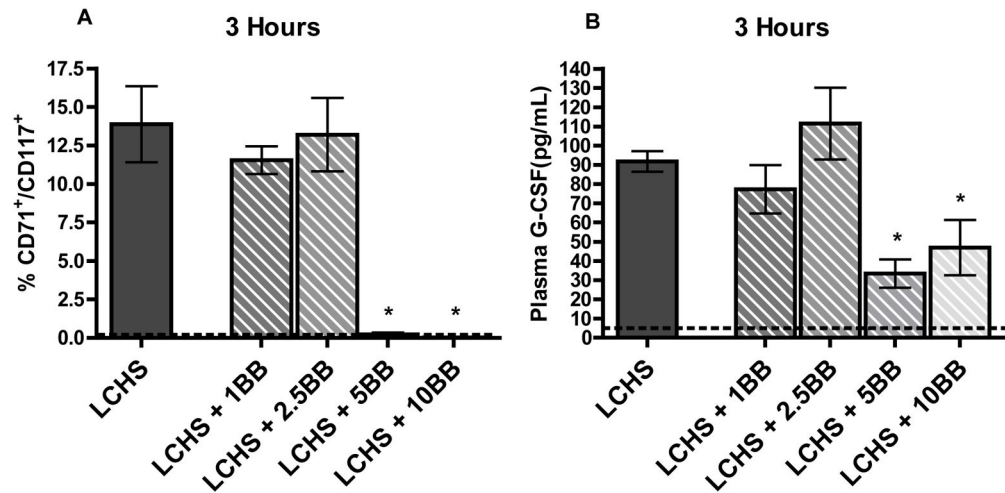 A
3 Hours
% CD71⁺/CD117⁺
17.5
15.0
12.5
10.0
7.5
5.0
2.5
0.0
*
*
LCHS
LCHS + 1BB
LCHS + 2.5BB
LCHS + 5BB
LCHS + 10BB
B
3 Hours
Plasma G-CSF(pg/mL)
140
130
120
110
100
90
80
70
60
50
40
30
20
10
0
*
*
LCHS
LCHS + 1BB
LCHS + 2.5BB
LCHS + 5BB
LCHS + 10BB